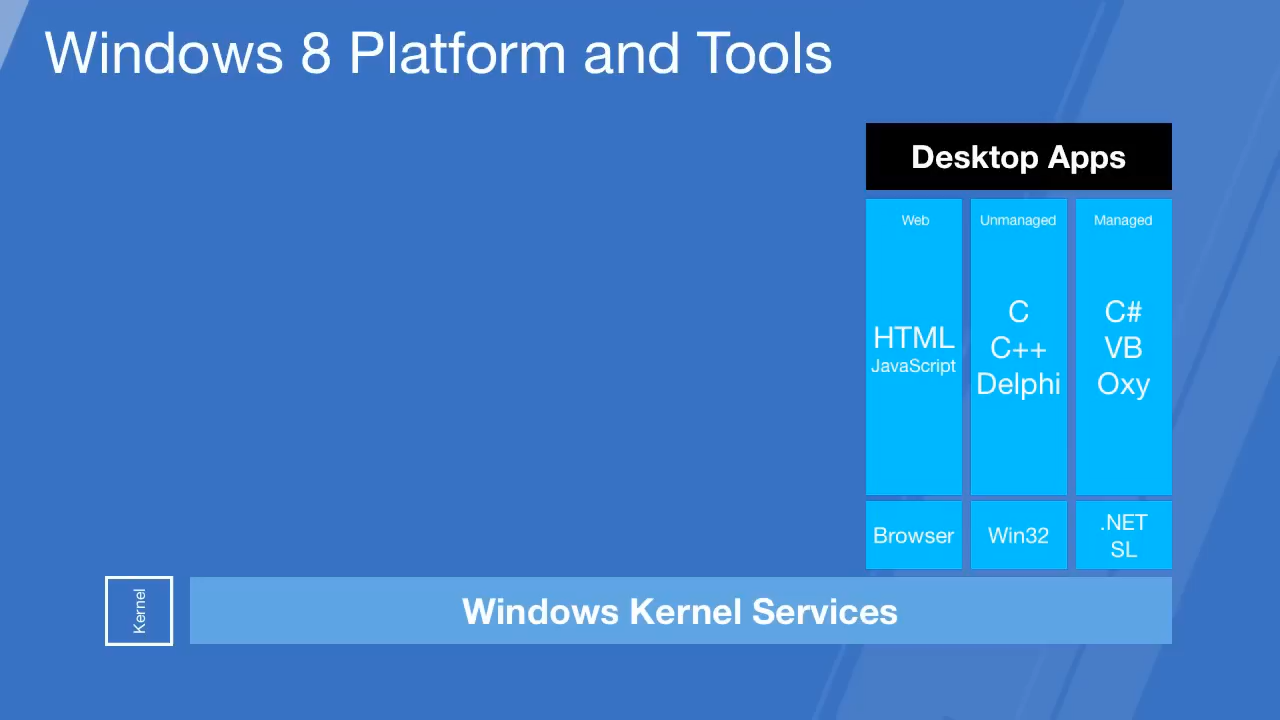 Windows 8 Platform and Tools
Desktop Apps
Web
HTML
JavaScript
Browser
Unmanaged
C
C++
Delphi
Win32
Managed
C#
VB
Oxy
.NET
SL
Kernel
Windows Kernel Services